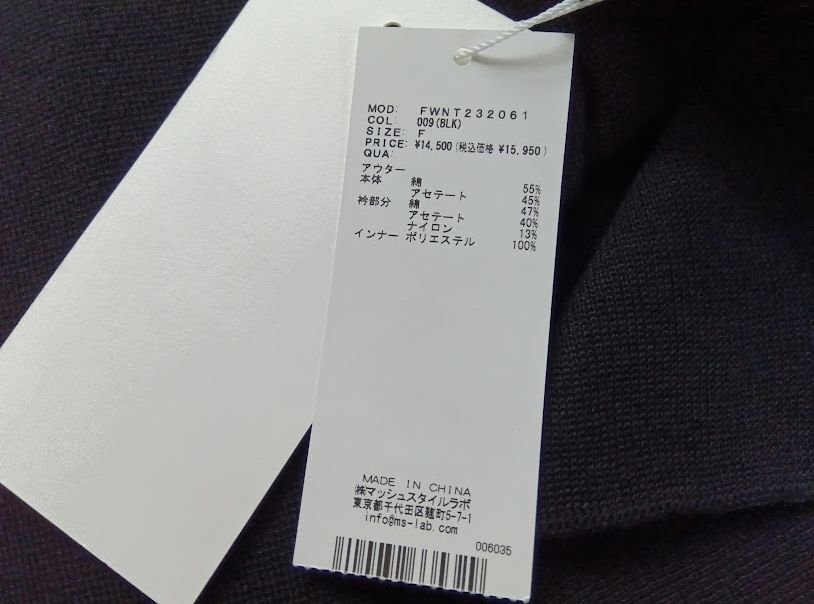 MOD: FWNT232061
COL: 009(BLK)
SIZE: F
PRICE: ¥14,500(税込価格 ¥15,950)
QUA:
アウター
本体 綿 55%
アセテート 45%
衿部分 綿 47%
アセテート 40%
ナイロン 13%
インナー ポリエステル 100%
MADE IN CHINA
㈱マッシュスタイルラボ
東京都千代田区麹町5-7-1
info@ms-lab.com
006035